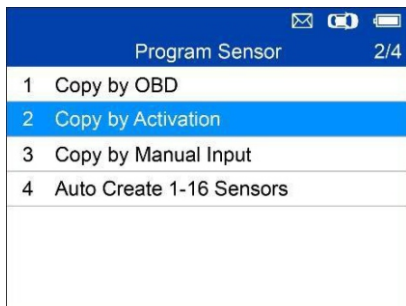 Program Sensor 2/4
1 Copy by OBD
2 Copy by Activation
3 Copy by Manual Input
4 Auto Create 1-16 Sensors